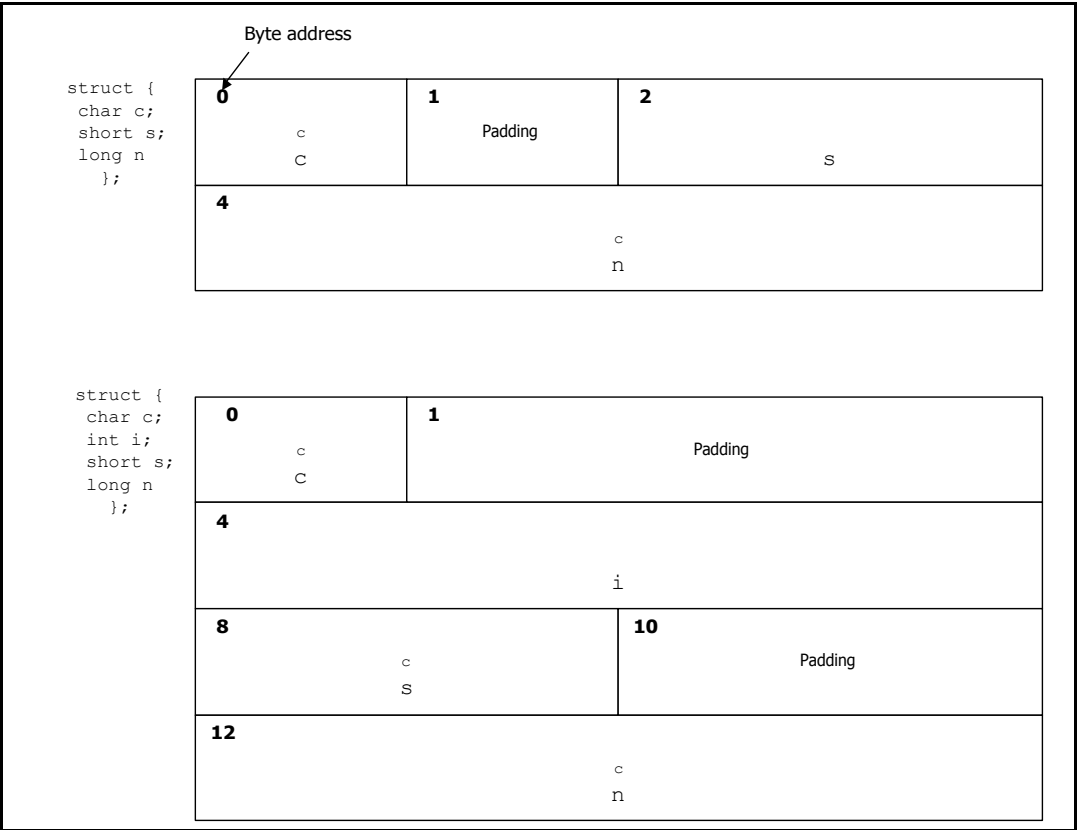 Byte address
struct {
char c;
short s;
long n
};
0
c
c
1
Padding
2
s
4
c
n
struct {
char c;
int i;
short s;
long n
};
0
c
c
1
Padding
4
i
8
c
s
10
Padding
12
c
n